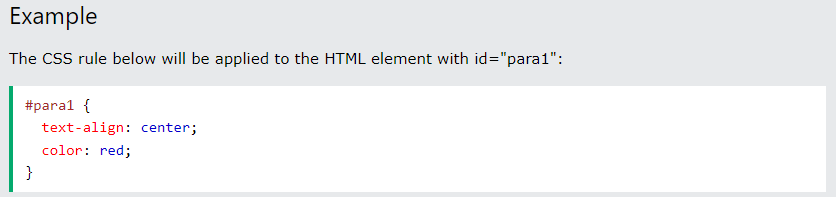 Example
The CSS rule below will be applied to the HTML element with id="para1":
#para1 {
  text-align: center;
  color: red;
}